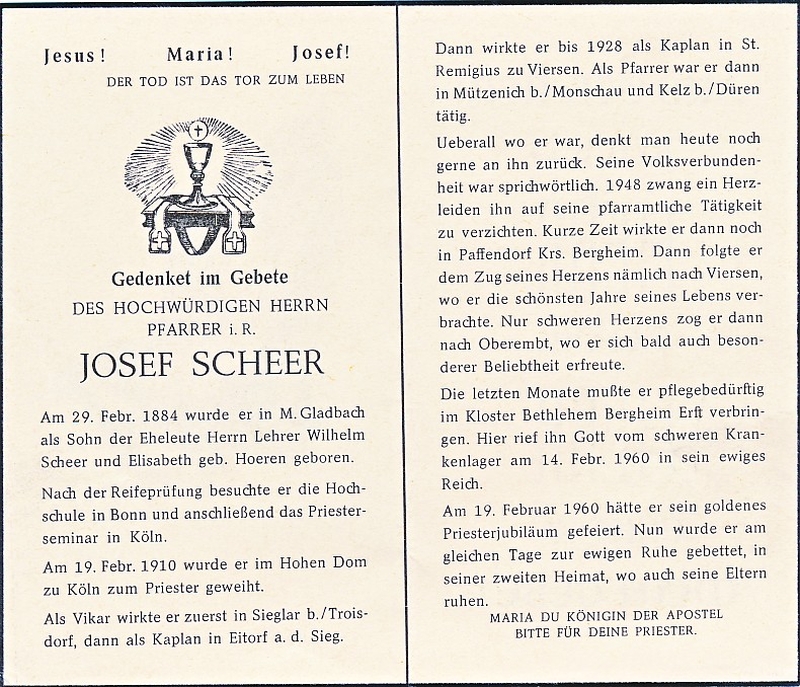 Jesus! Maria! Josef!
DER TOD IST DAS TOR ZUM LEBEN
Gedenket im Gebete
DES HOCHWÜRDIGEN HERRN
PFARRER i. R.
JOSEF SCHEER
Am 29. Febr. 1884 wurde er in M. Gladbach
als Sohn der Eheleute Herrn Lehrer Wilhelm
Scheer und Elisabeth geb. Hoeren geboren.
Nach der Reifeprüfung besuchte er die Hoch-
schule in Bonn und anschließend das Priester-
seminar in Köln.
Am 19. Febr. 1910 wurde er im Hohen Dom
zu Köln zum Priester geweiht.
Als Vikar wirkte er zuerst in Sieglar b./Trois-
dorf, dann als Kaplan in Eitorf a. d. Sieg.
Dann wirkte er bis 1928 als Kaplan in St.
Remigius zu Viersen. Als Pfarrer war er dann
in Mützenich b./Monschau und Kelz b./Düren
tätig.
Ueberall wo er war, denkt man heute noch
gerne an ihn zurück. Seine Volksverbunden-
heit war sprichwörtlich. 1948 zwang ein Herz-
leiden ihn auf seine pfarramtliche Tätigkeit
zu verzichten. Kurze Zeit wirkte er dann noch
in Paffendorf Krs. Bergheim. Dann folgte er
dem Zug seines Herzens nämlich nach Viersen,
wo er die schönsten Jahre seines Lebens ver-
brachte. Nur schweren Herzens zog er dann
nach Oberembt, wo er sich bald auch beson-
derer Beliebtheit erfreute.
Die letzten Monate mußte er pflegebedürftig
im Kloster Bethlehem Bergheim Erft verbrin-
gen. Hier rief ihn Gott vom schweren Kran-
kenlager am 14. Febr. 1960 in sein ewiges
Reich.
Am 19. Februar 1960 hätte er sein goldenes
Priesterjubiläum gefeiert. Nun wurde er am
gleichen Tage zur ewigen Ruhe gebettet, in
seiner zweiten Heimat, wo auch seine Eltern
ruhen.
MARIA DU KÖNIGIN DER APOSTEL
BITTE FÜR DEINE PRIESTER.